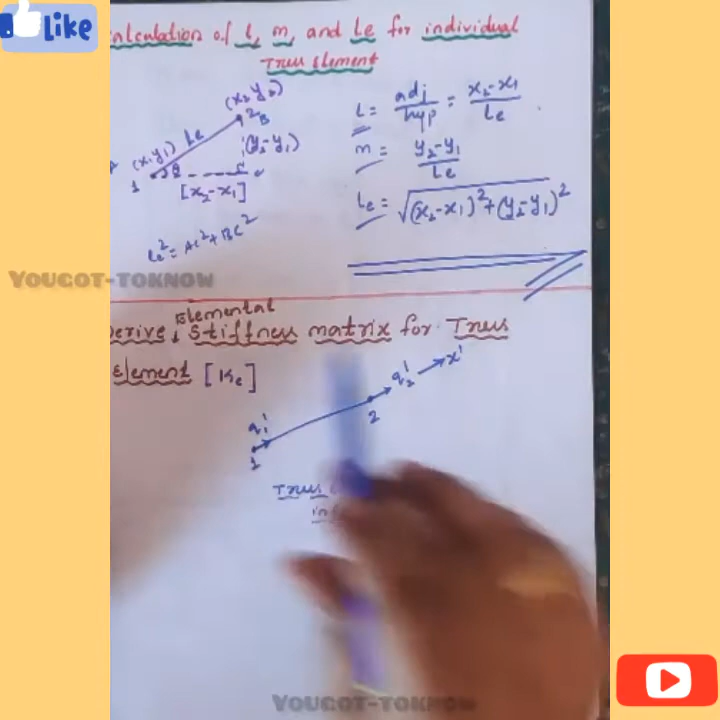 Like
alculation of l, m, and Le for individual
Truss Element
(x₂ y₂)
2 B
(x₁ y₁) Le
(y₂-y₁)
θ
1
[x₂-x₁]
Le² = AC² + BC²
L = adj/hyp = x₂-x₁/Le
m = y₂-y₁/Le
Le = √(x₂-x₁)²+(y₂-y₁)²
YOUGOT-TOKNOW
Elemental
erive, Stiffness matrix for Truss
Element [Ke]
q₁'
1
2
q₂'
x'
Truss
in
YOUGOT-TOKNOW